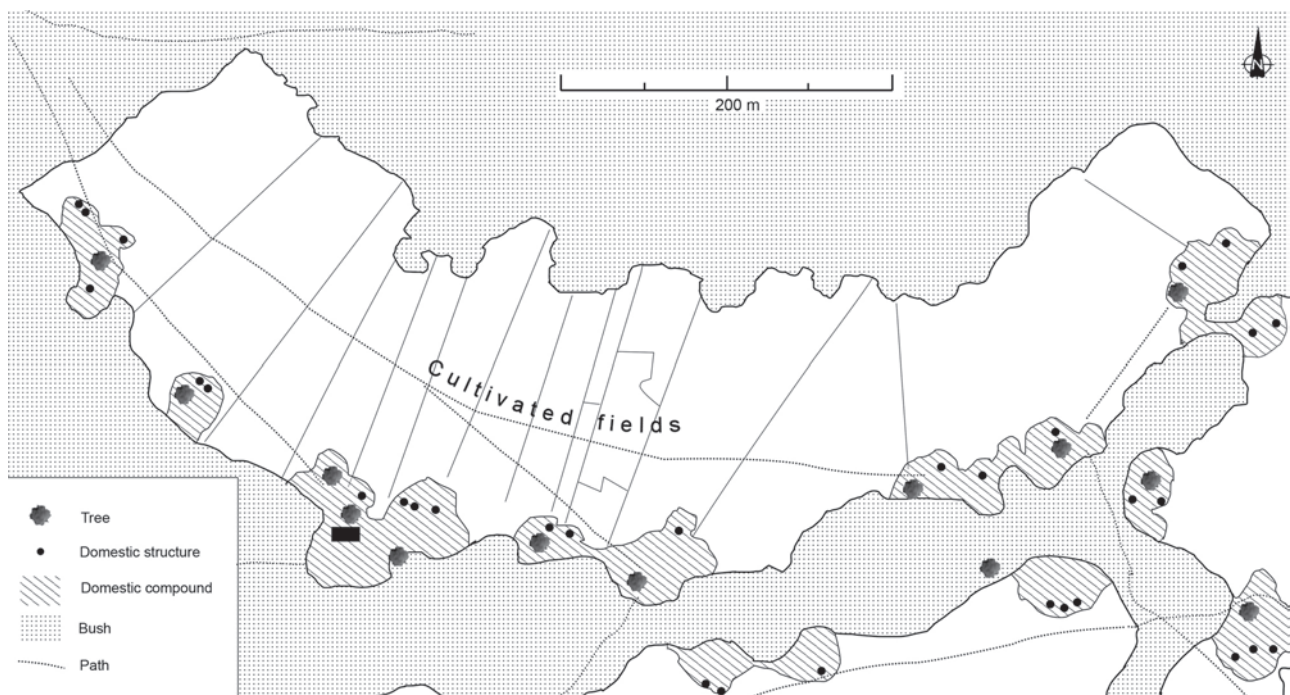 N
200 m
Cultivated fields
Tree
Domestic structure
Domestic compound
Bush
Path